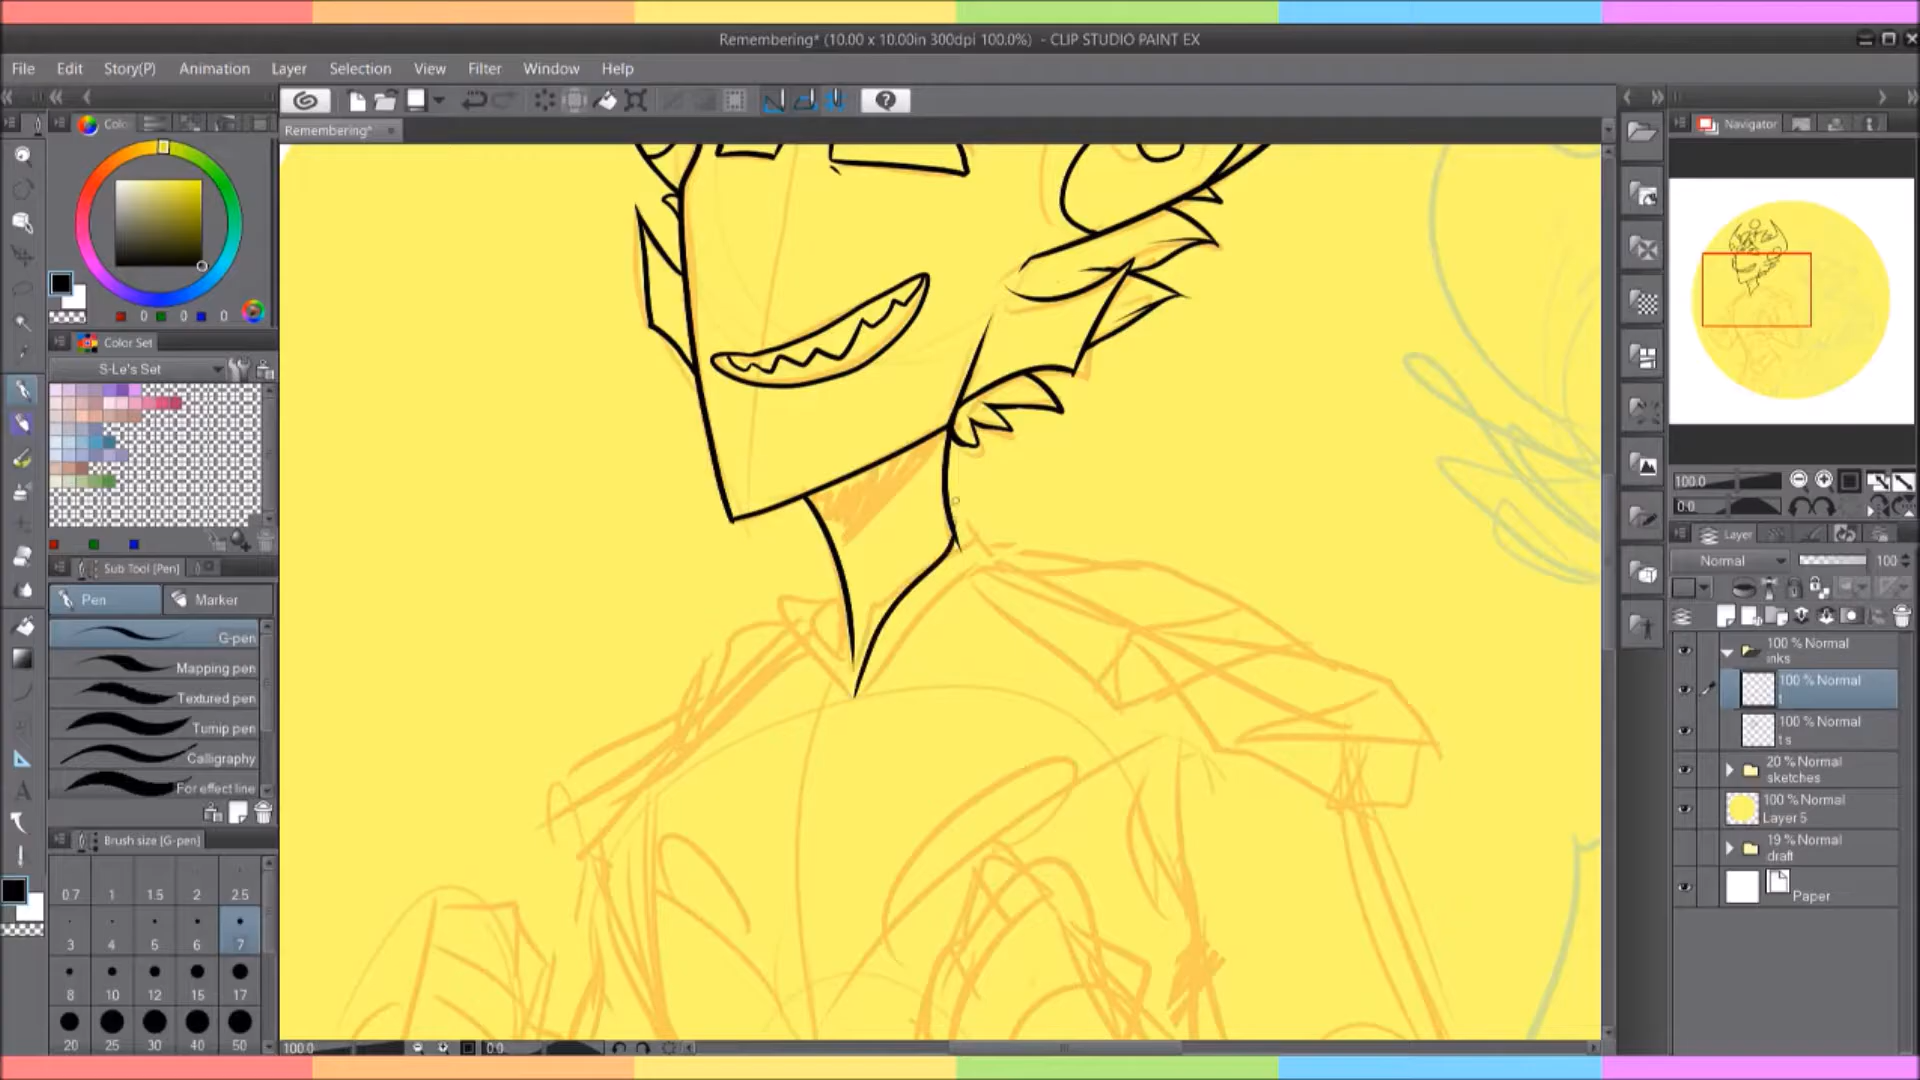 Remembering* (10.00 x 10.00in 300dpi 100.0%) - CLIP STUDIO PAINT EX
File Edit Story(P) Animation Layer Selection View Filter Window Help
Remembering*
Navigator
0 0 0
Color Set
S-Le's Set
Sub Tool [Pen]
Pen Marker
G-pen
Mapping pen
Textured pen
Turnip pen
Calligraphy
For effect line
Brush size [G-pen]
0.7 1 1.5 2 2.5
3 4 5 6 7
8 10 12 15 17
20 25 30 40 50
100.0 0.0
100.0
0.0
Layer
Normal 100
100 % Normal
inks
100 % Normal
100 % Normal
t s
20 % Normal
sketches
100 % Normal
Layer 5
19 % Normal
draft
Paper